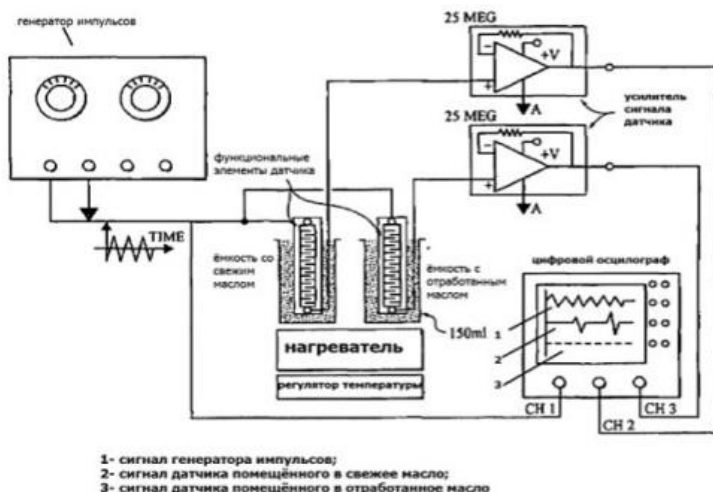 генератор импульсов
25 MEG
+V
A
усилитель
сигнала
датчика
25 MEG
+V
A
функциональные
элементы датчика
TIME
ёмкость со
свежим
маслом
ёмкость с
отработанным
маслом
150ml
цифровой осцилограф
1
2
3
нагреватель
регулятор температуры
CH 1
CH 2
CH 3
1- сигнал генератора импульсов;
2- сигнал датчика помещённого в свежее масло;
3- сигнал датчика помещённого в отработанное масло